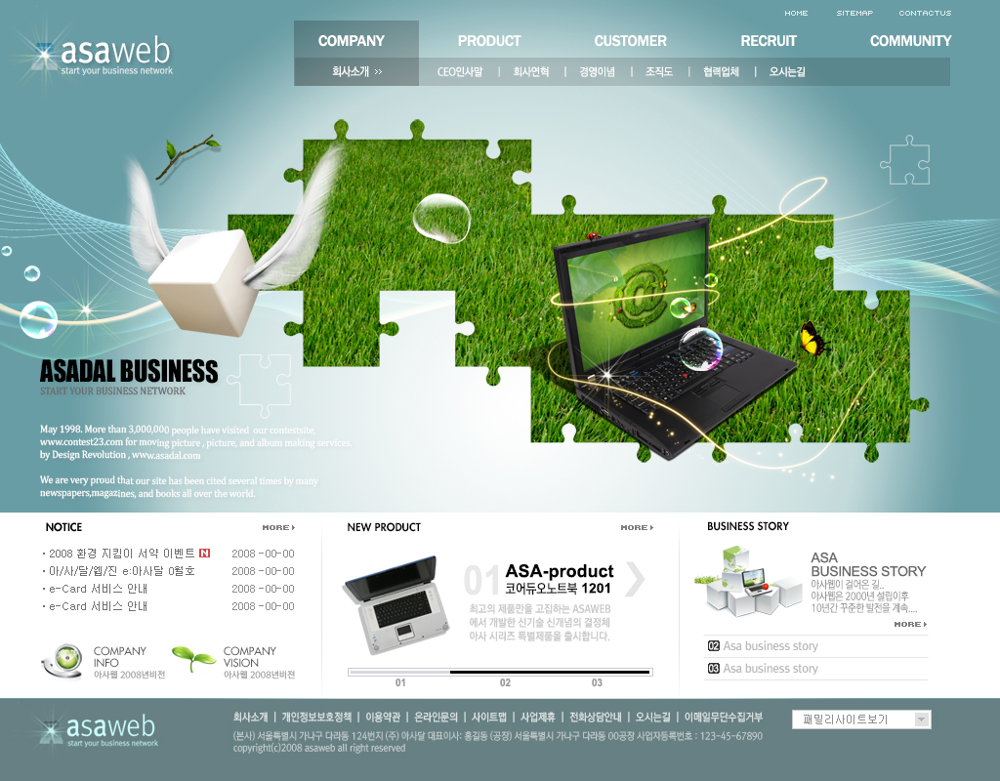 HOME SITEMAP CONTACTUS
asaweb
start your business network
COMPANY PRODUCT CUSTOMER RECRUIT COMMUNITY
회사소개 >> CEO인사말 | 회사연혁 | 경영이념 | 조직도 | 협력업체 | 오시는길
ASADAL BUSINESS
START YOUR BUSINESS NETWORK
May 1998. More than 3,000,000 people have visited our contestsite,
www.contest23.com for moving picture , picture, and album making services.
by Design Revolution , www.asadal.com
We are very proud that our site has been cited several times by many
newspapers,magazines, and books all over the world.
NOTICE MORE
· 2008 환경 지킴이 서약 이벤트 N 2008 -00-00
· 아/사/달/웹/진 e:아사달 0월호 2008 -00-00
· e-Card 서비스 안내 2008 -00-00
· e-Card 서비스 안내 2008 -00-00
COMPANY INFO
아사웹 2008년비젼
COMPANY VISION
아사웹 2008년비젼
NEW PRODUCT MORE
01 ASA-product
코어듀오노트북 1201
최고의 제품만을 고집하는 ASAWEB
에서 개발한 신기술 신개념의 결정체
아사 시리즈 특별제품을 출시합니다.
01 02 03
BUSINESS STORY
ASA
BUSINESS STORY
아사웹이 걸어온 길..
아사웹은 2000년 설립이후
10년간 꾸준한 발전을 계속....
MORE
02 Asa business story
03 Asa business story
asaweb
start your business network
회사소개 | 개인정보보호정책 | 이용약관 | 온라인문의 | 사이트맵 | 사업제휴 | 전화상담안내 | 오시는길 | 이메일무단수집거부
(본사) 서울특별시 가나구 다라동 124번지 (주) 아사달 대표이사: 홍길동 (공장) 서울특별시 가나구 다라동 00공장 사업자등록번호 : 123-45-67890
copyright(c)2008 asaweb all right reserved
패밀리사이트보기